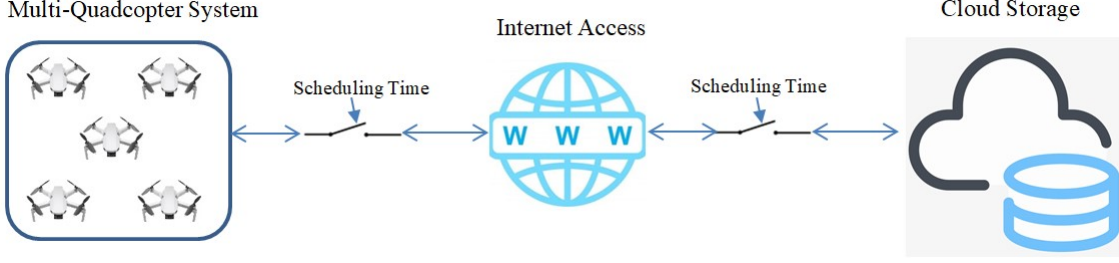 Multi-Quadcopter System
Internet Access
Cloud Storage
Scheduling Time
Scheduling Time
W W W